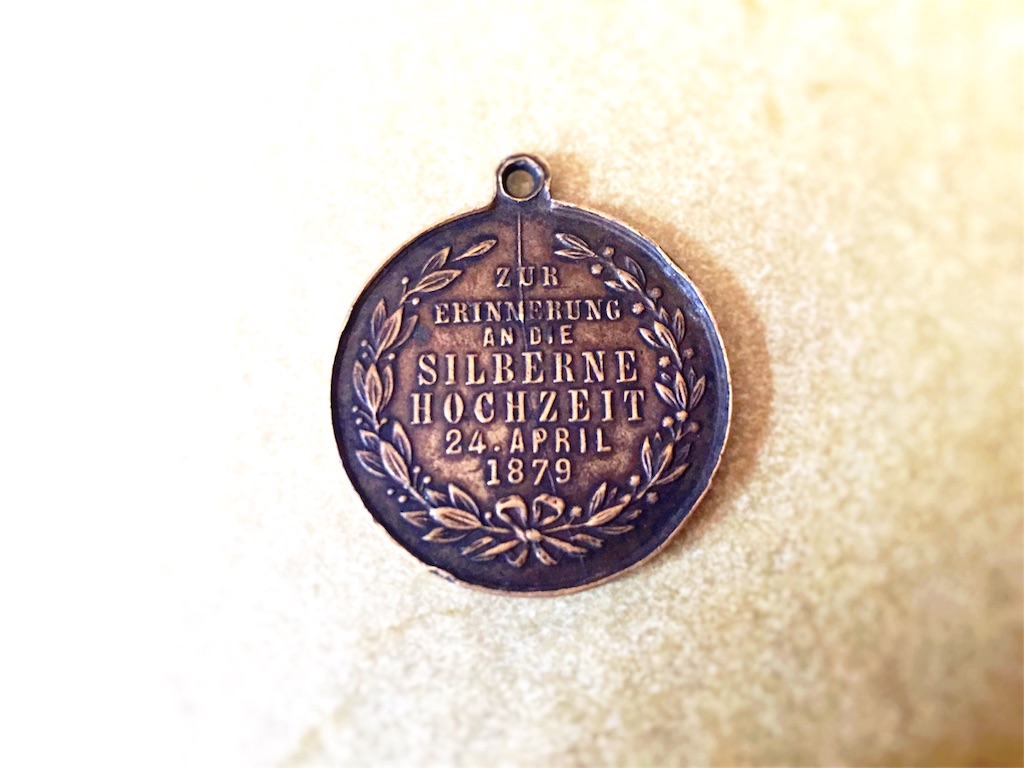 ZUR
ERINNERUNG
AN DIE
SILBERNE
HOCHZEIT
24. APRIL
1879